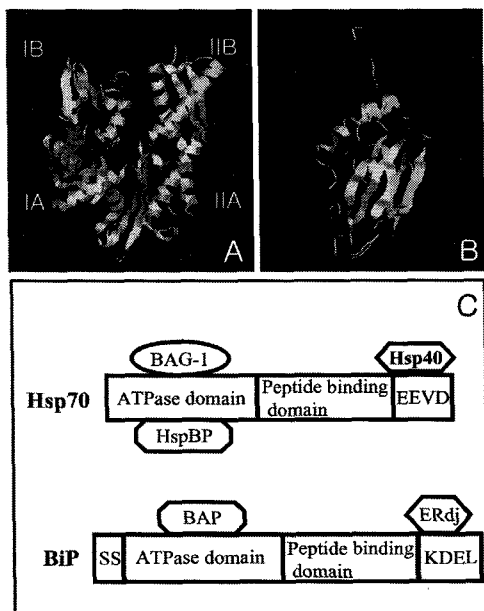 IB IIB
IA IIA
A B
C
BAG-1 Hsp40
Hsp70 ATPase domain Peptide binding domain EEVD
HspBP
BAP ERdj
BiP SS ATPase domain Peptide binding domain KDEL